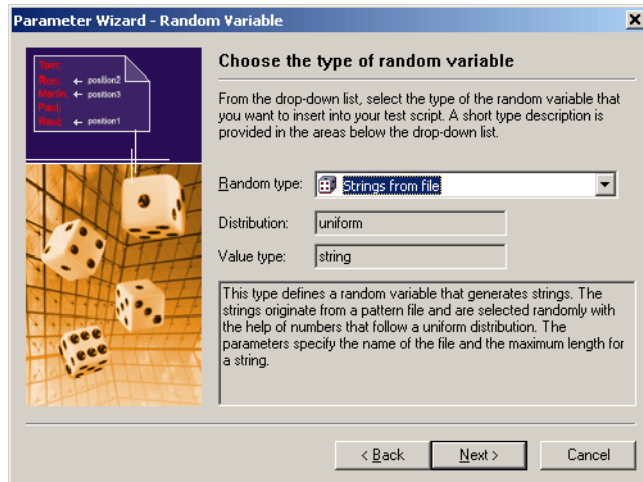 Parameter Wizard - Random Variable
Tom;
Ron; ← position2
Martin; ← position3
Paul;
Raul; ← position1
Choose the type of random variable
From the drop-down list, select the type of the random variable that
you want to insert into your test script. A short type description is
provided in the areas below the drop-down list.
Random type: Strings from file
Distribution: uniform
Value type: string
This type defines a random variable that generates strings. The
strings originate from a pattern file and are selected randomly with
the help of numbers that follow a uniform distribution. The
parameters specify the name of the file and the maximum length for
a string.
< Back Next > Cancel